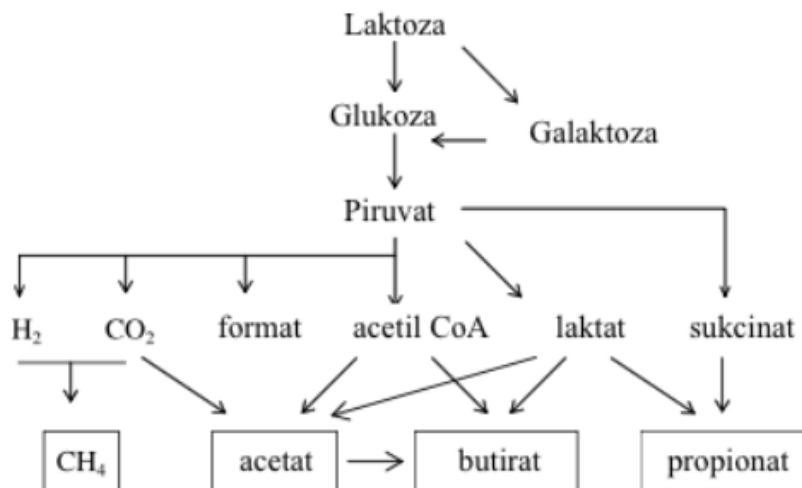 Laktoza
Glukoza
Galaktoza
Piruvat
H₂ CO₂ format acetil CoA laktat sukcinat
CH₄ acetat butirat propionat